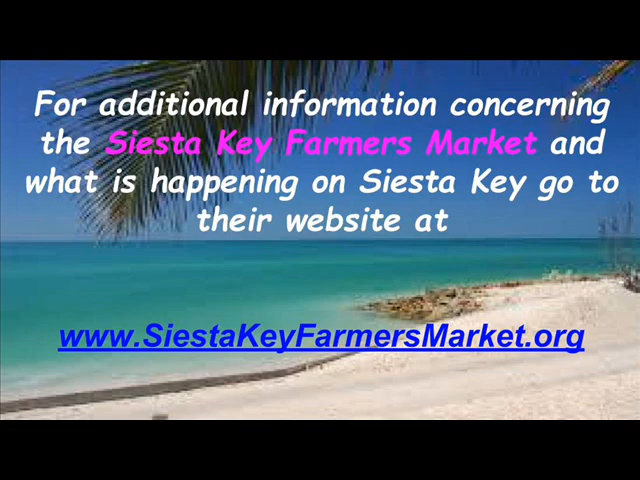 For additional information concerning
the Siesta Key Farmers Market and
what is happening on Siesta Key go to
their website at
www.SiestaKeyFarmersMarket.org